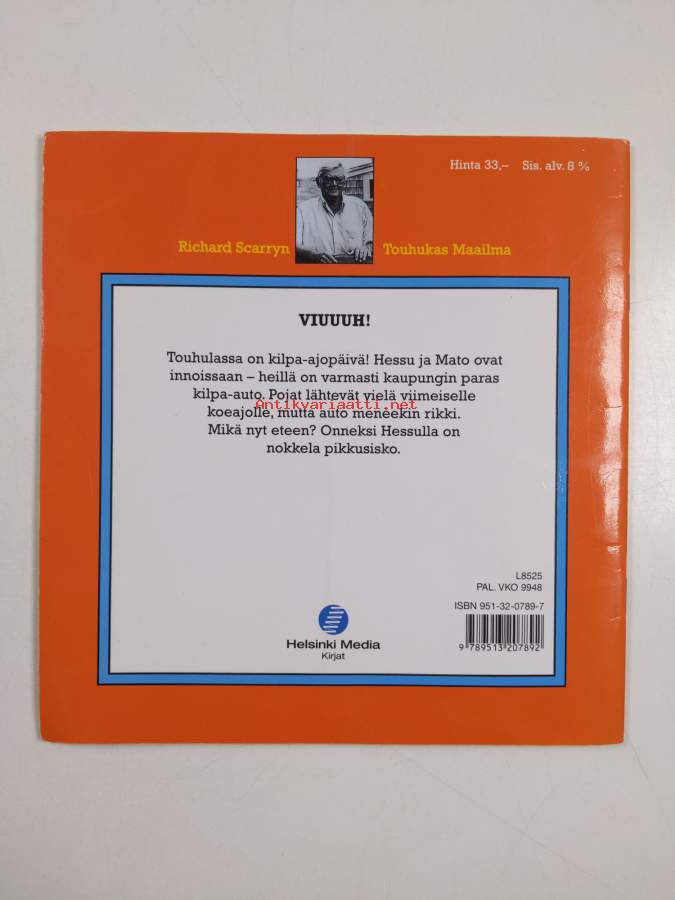 Hinta 33,– Sis. alv. 8 %
Richard Scarryn Touhukas Maailma
VIUUUH!
Touhulassa on kilpa-ajopäivä! Hessu ja Mato ovat
innoissaan – heillä on varmasti kaupungin paras
kilpa-auto. Pojat lähtevät vielä viimeiselle
koeajolle, mutta auto meneekin rikki.
Antikvariaatti.net
Mikä nyt eteen? Onneksi Hessulla on
nokkela pikkusisko.
L8525
PAL. VKO 9948
ISBN 951-32-0789-7
9 789513 207892
Helsinki Media
Kirjat